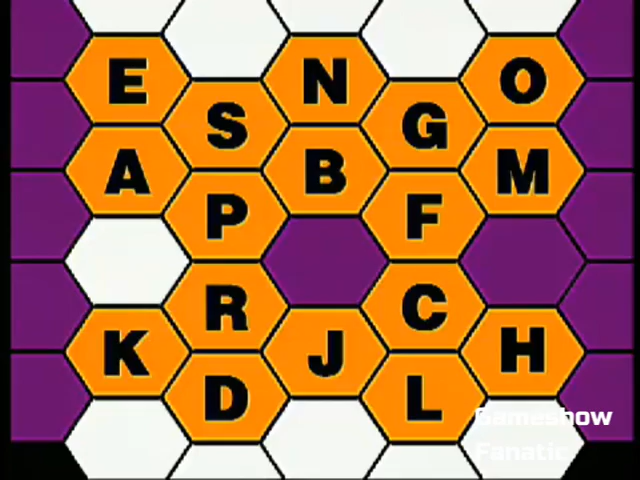 E N O
S G
A B M
P F
R C
K J H
D L
Gameshow
Fanatic